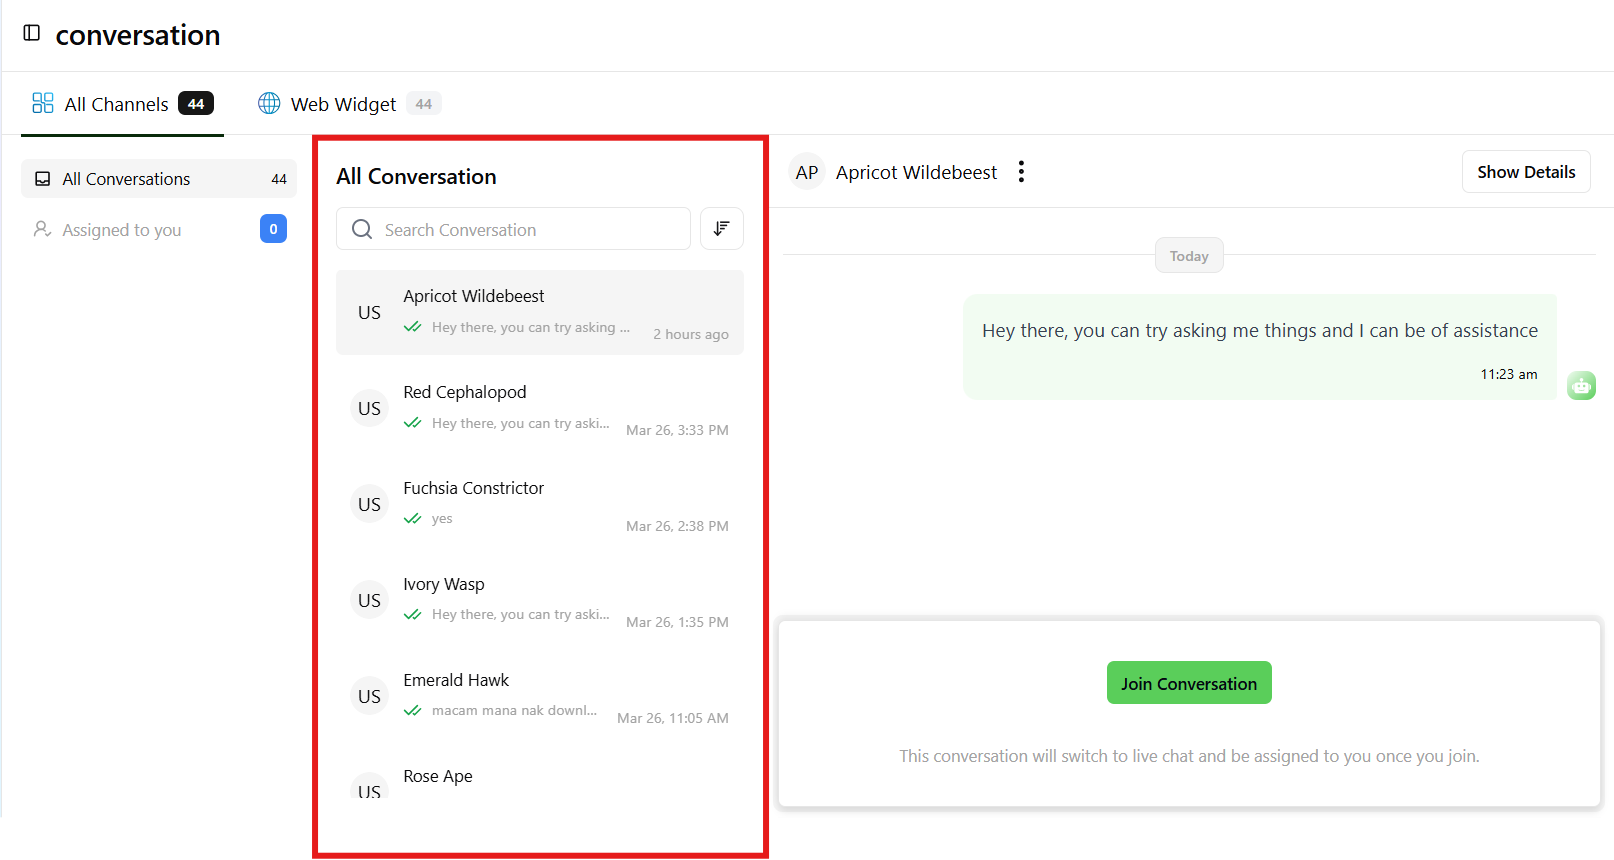 conversation
All Channels 44
Web Widget 44
All Conversations 44
Assigned to you 0
All Conversation
Search Conversation
US
Apricot Wildebeest
Hey there, you can try asking ...
2 hours ago
US
Red Cephalopod
Hey there, you can try aski...
Mar 26, 3:33 PM
US
Fuchsia Constrictor
yes
Mar 26, 2:38 PM
US
Ivory Wasp
Hey there, you can try aski...
Mar 26, 1:35 PM
US
Emerald Hawk
macam mana nak downl...
Mar 26, 11:05 AM
US
Rose Ape
AP Apricot Wildebeest
Show Details
Today
Hey there, you can try asking me things and I can be of assistance
11:23 am
Join Conversation
This conversation will switch to live chat and be assigned to you once you join.